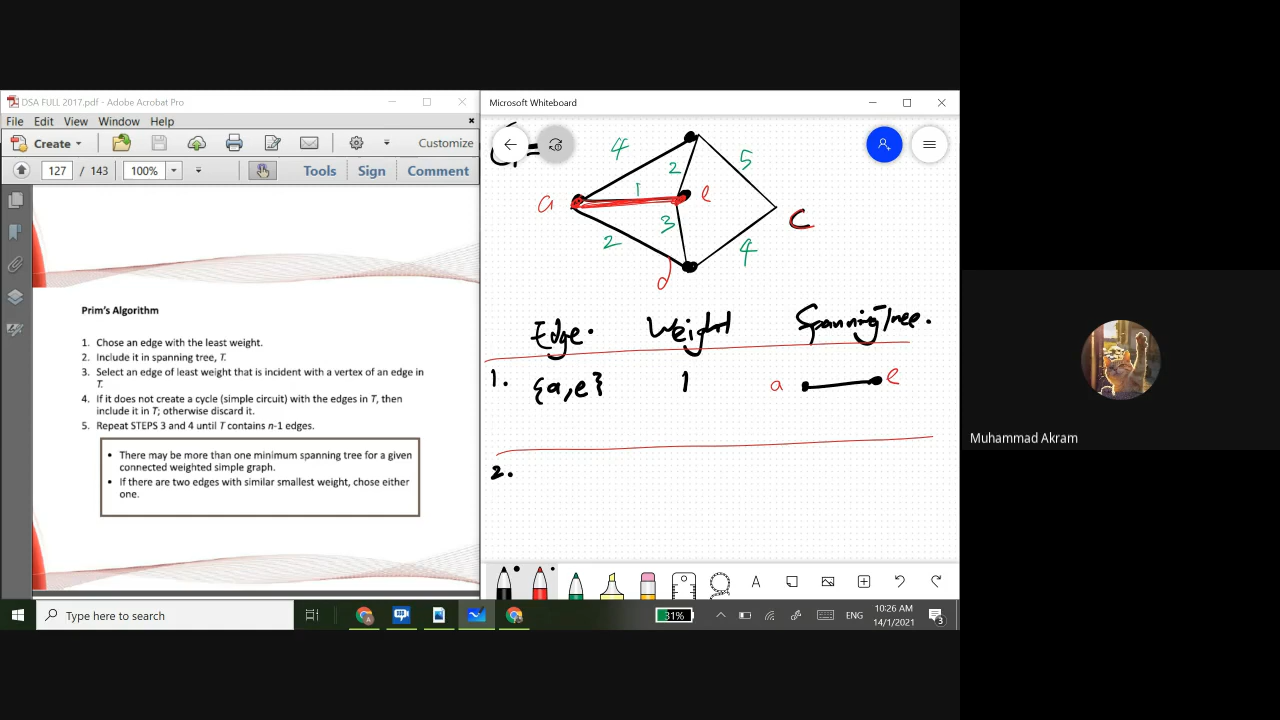 DSA FULL 2017.pdf - Adobe Acrobat Pro
File Edit View Window Help
Create
Customize
127 / 143
100%
Tools Sign Comment
Prim's Algorithm
1. Chose an edge with the least weight.
2. Include it in spanning tree, T.
3. Select an edge of least weight that is incident with a vertex of an edge in
T.
4. If it does not create a cycle (simple circuit) with the edges in T, then
include it in T; otherwise discard it.
5. Repeat STEPS 3 and 4 until T contains n-1 edges.
• There may be more than one minimum spanning tree for a given
connected weighted simple graph.
• If there are two edges with similar smallest weight, chose either
one.
Microsoft Whiteboard
4
2
5
a
1
e
C
2
3
4
d
Edge. Weight Spanning Tree.
1. {a,e} 1 a e
2.
Muhammad Akram
Type here to search
31%
ENG
10:26 AM
14/1/2021
3